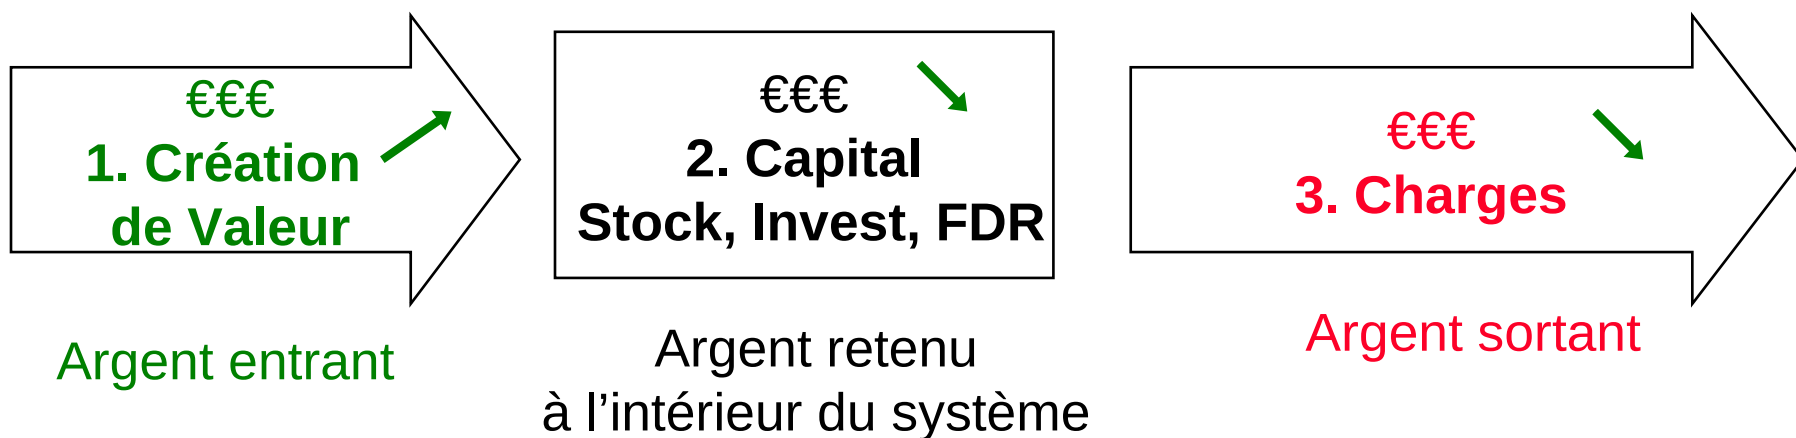 €€€
1. Création
de Valeur
Argent entrant
€€€
2. Capital
Stock, Invest, FDR
Argent retenu
à l’intérieur du système
€€€
3. Charges
Argent sortant